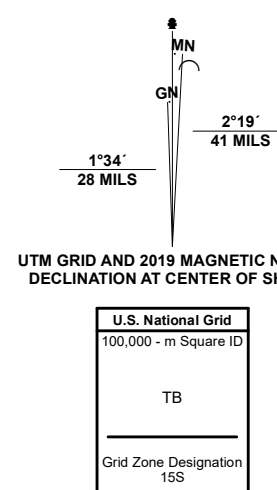 MN
GN
2°19´
41 MILS
1°34´
28 MILS
UTM GRID AND 2019 MAGNETIC
DECLINATION AT CENTER OF
U.S. National Grid
100,000 - m Square ID
TB
Grid Zone Designation
15S